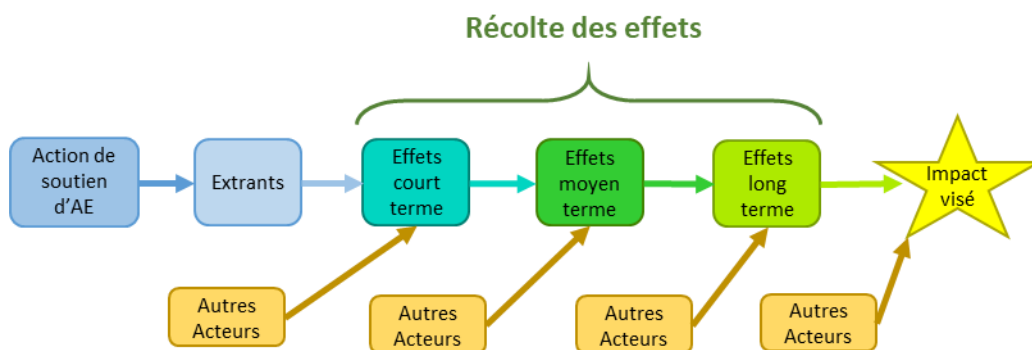 Récolte des effets
Action de
soutien
d'AE
Extrants
Effets
court
terme
Effets
moyen
terme
Effets
long
terme
Impact
visé
Autres
Acteurs
Autres
Acteurs
Autres
Acteurs
Autres
Acteurs